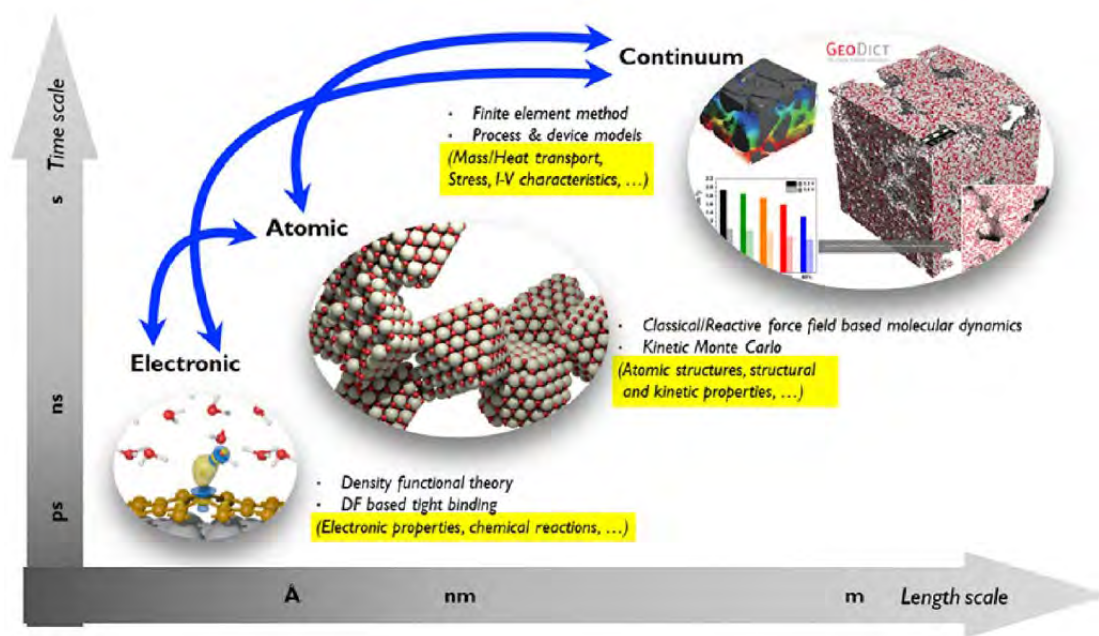 Continuum
GEODICT
• Finite element method
• Process & device models
(Mass/Heat transport,
Stress, I-V characteristics, …)
Time scale
s
ns
ps
Atomic
• Classical/Reactive force field based molecular dynamics
• Kinetic Monte Carlo
(Atomic structures, structural
and kinetic properties, …)
Electronic
• Density functional theory
• DF based tight binding
(Electronic properties, chemical reactions, …)
Å
nm
m
Length scale